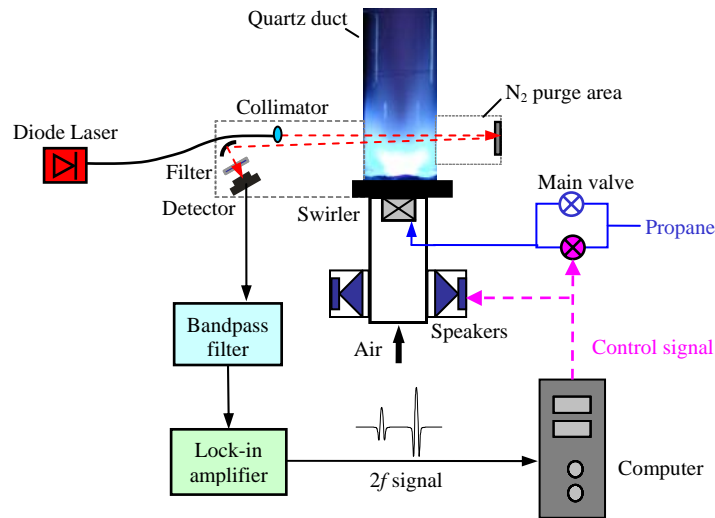 Quartz duct
N₂ purge area
Collimator
Diode Laser
Filter
Detector
Swirler
Main valve
Propane
Speakers
Air
Bandpass
filter
Control signal
Lock-in
amplifier
2f signal
Computer